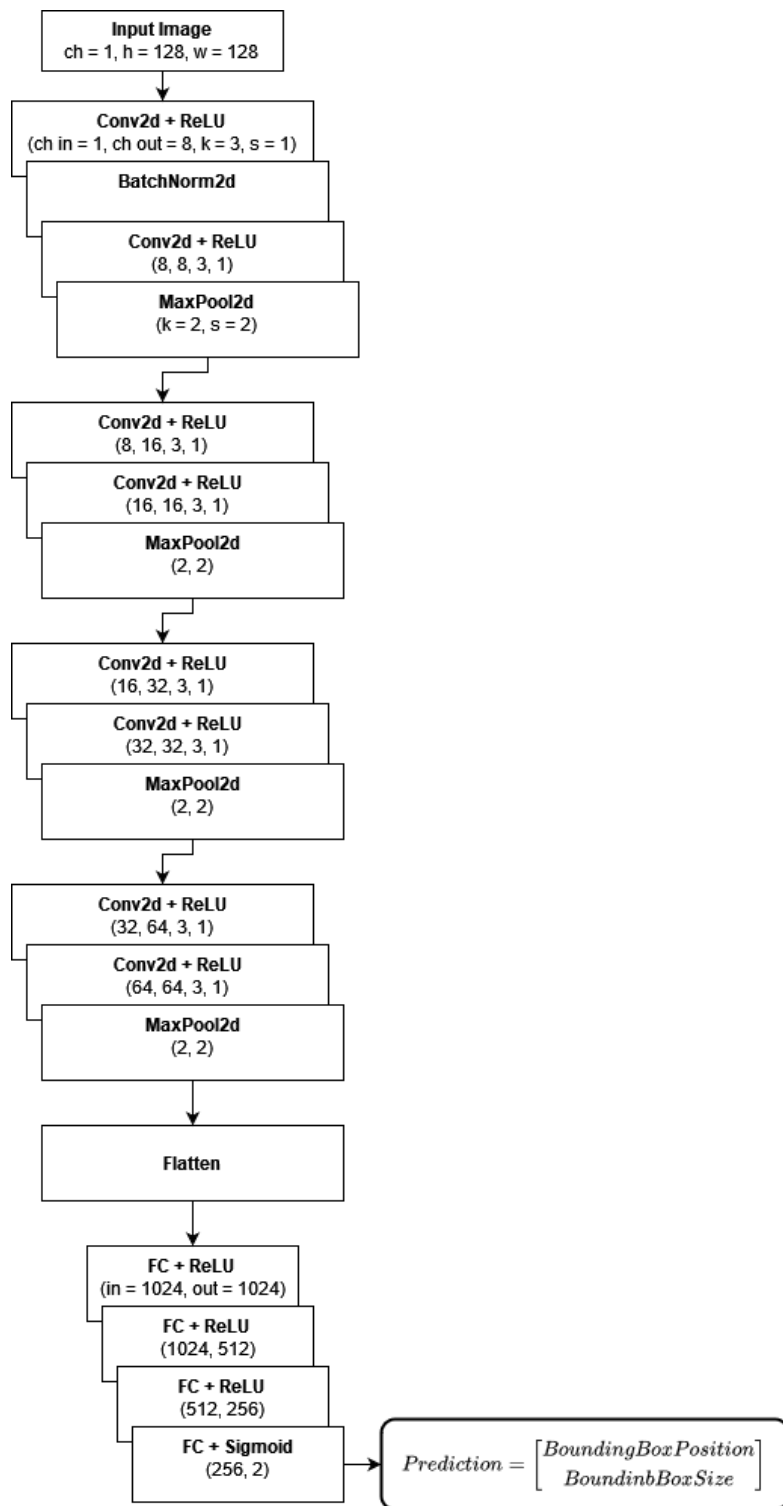 Input Image
ch = 1, h = 128, w = 128
Conv2d + ReLU
(ch in = 1, ch out = 8, k = 3, s = 1)
BatchNorm2d
Conv2d + ReLU
(8, 8, 3, 1)
MaxPool2d
(k = 2, s = 2)
Conv2d + ReLU
(8, 16, 3, 1)
Conv2d + ReLU
(16, 16, 3, 1)
MaxPool2d
(2, 2)
Conv2d + ReLU
(16, 32, 3, 1)
Conv2d + ReLU
(32, 32, 3, 1)
MaxPool2d
(2, 2)
Conv2d + ReLU
(32, 64, 3, 1)
Conv2d + ReLU
(64, 64, 3, 1)
MaxPool2d
(2, 2)
Flatten
FC + ReLU
(in = 1024, out = 1024)
FC + ReLU
(1024, 512)
FC + ReLU
(512, 256)
FC + Sigmoid
(256, 2)
Prediction =
BoundingBoxPosition
BoundinbBoxSize